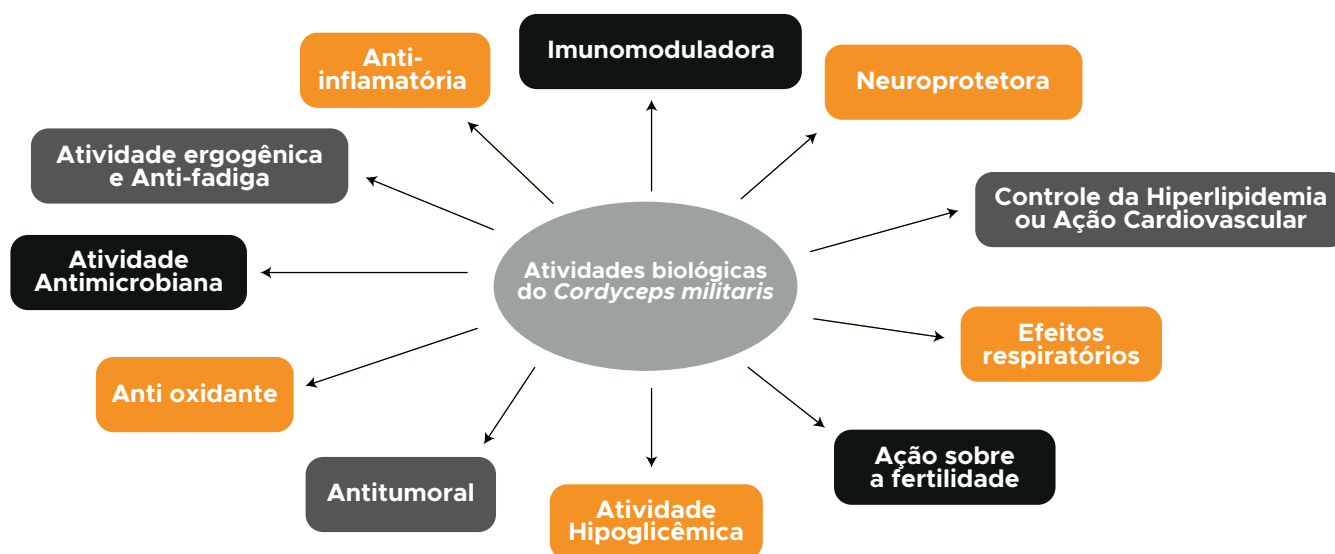 Imunomoduladora
Anti-
inflamatória
Neuroprotetora
Atividade ergogênica
e Anti-fadiga
Controle da Hiperlipidemia
ou Ação Cardiovascular
Atividade
Antimicrobiana
Atividades biológicas
do Cordyceps militaris
Efeitos
respiratórios
Anti oxidante
Ação sobre
a fertilidade
Antitumoral
Atividade
Hipoglicêmica